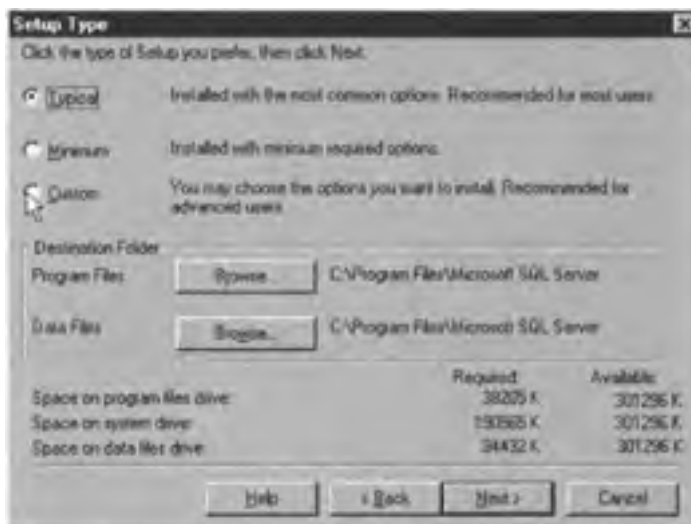 Setup Type
Click the type of Setup you prefer, then click Next.
Typical Installed with the most common options. Recommended for most users.
Minimum Installed with minimum required options.
Custom You may choose the options you want to install. Recommended for
advanced users.
Destination Folder
Program Files Browse... C:\Program Files\Microsoft SQL Server
Data Files Browse... C:\Program Files\Microsoft SQL Server
Required: Available:
Space on program files drive: 38205 K 301296 K
Space on system drive: 190965 K 301296 K
Space on data files drive: 34432 K 301296 K
Help < Back Next > Cancel